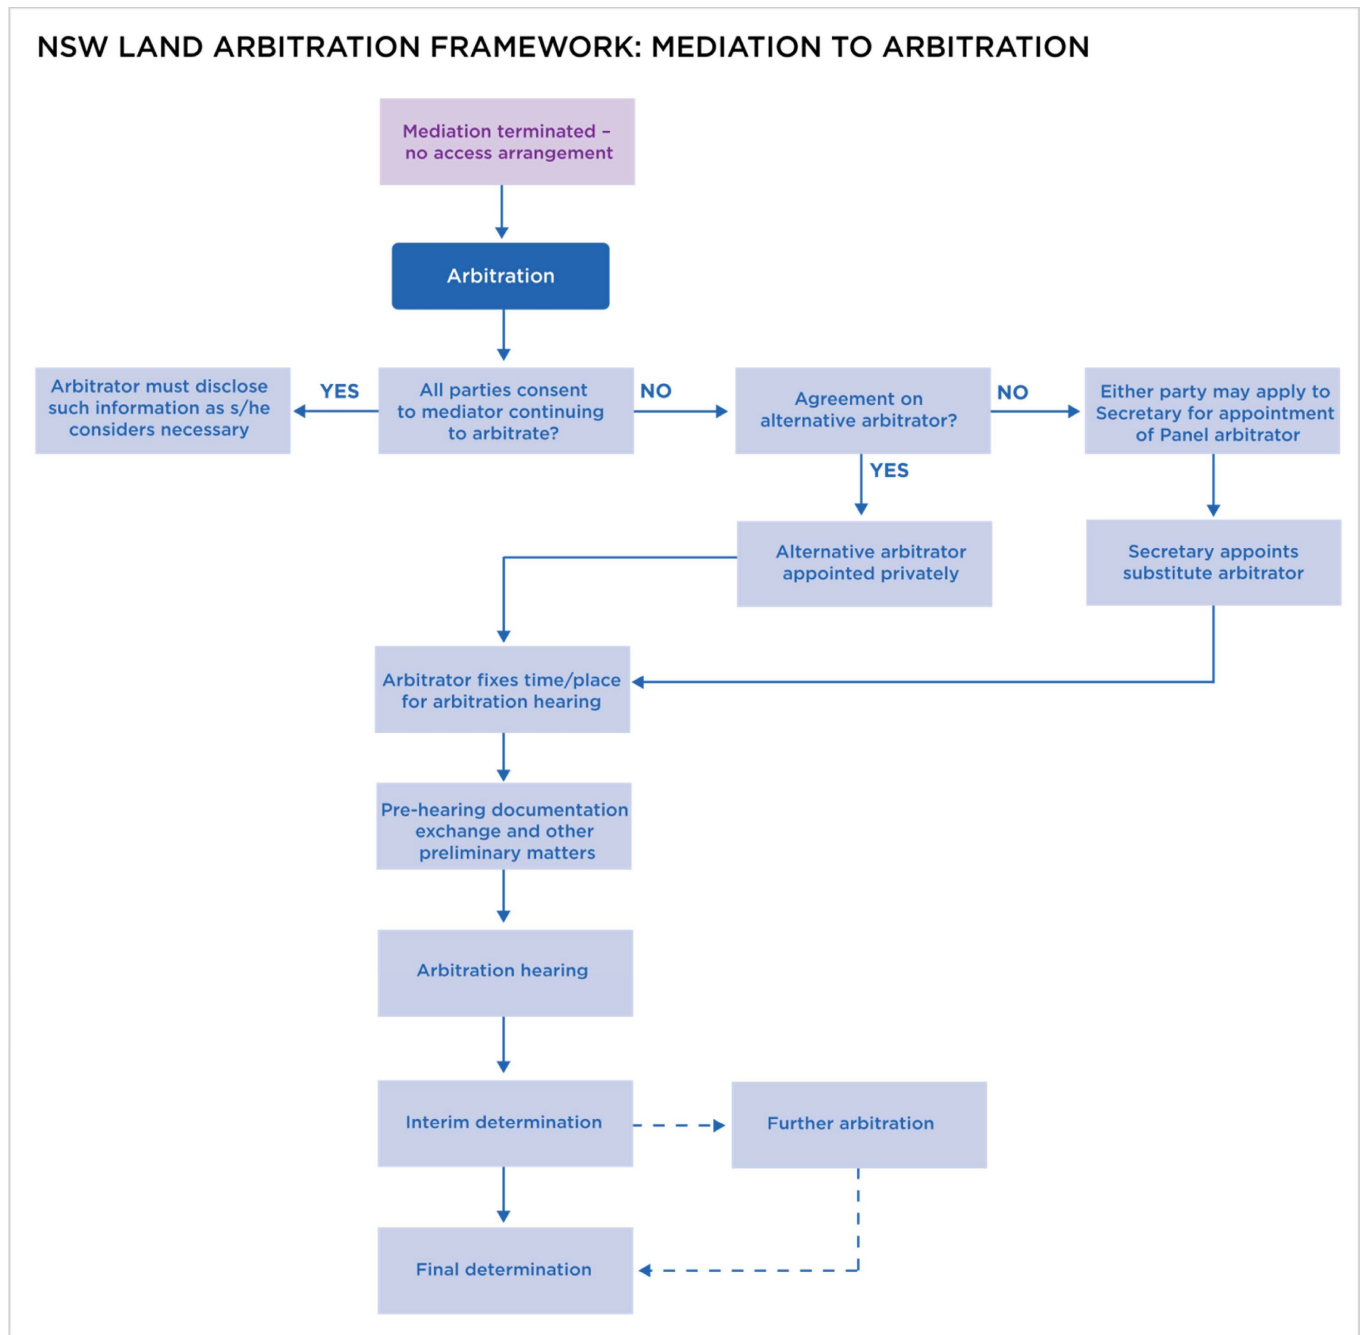 NSW LAND ARBITRATION FRAMEWORK: MEDIATION TO ARBITRATION
Mediation terminated –
no access arrangement
Arbitration
Arbitrator must disclose
such information as s/he
considers necessary
YES
All parties consent
to mediator continuing
to arbitrate?
NO
Agreement on
alternative arbitrator?
NO
Either party may apply to
Secretary for appointment
of Panel arbitrator
YES
Alternative arbitrator
appointed privately
Secretary appoints
substitute arbitrator
Arbitrator fixes time/place
for arbitration hearing
Pre-hearing documentation
exchange and other
preliminary matters
Arbitration hearing
Interim determination
Further arbitration
Final determination